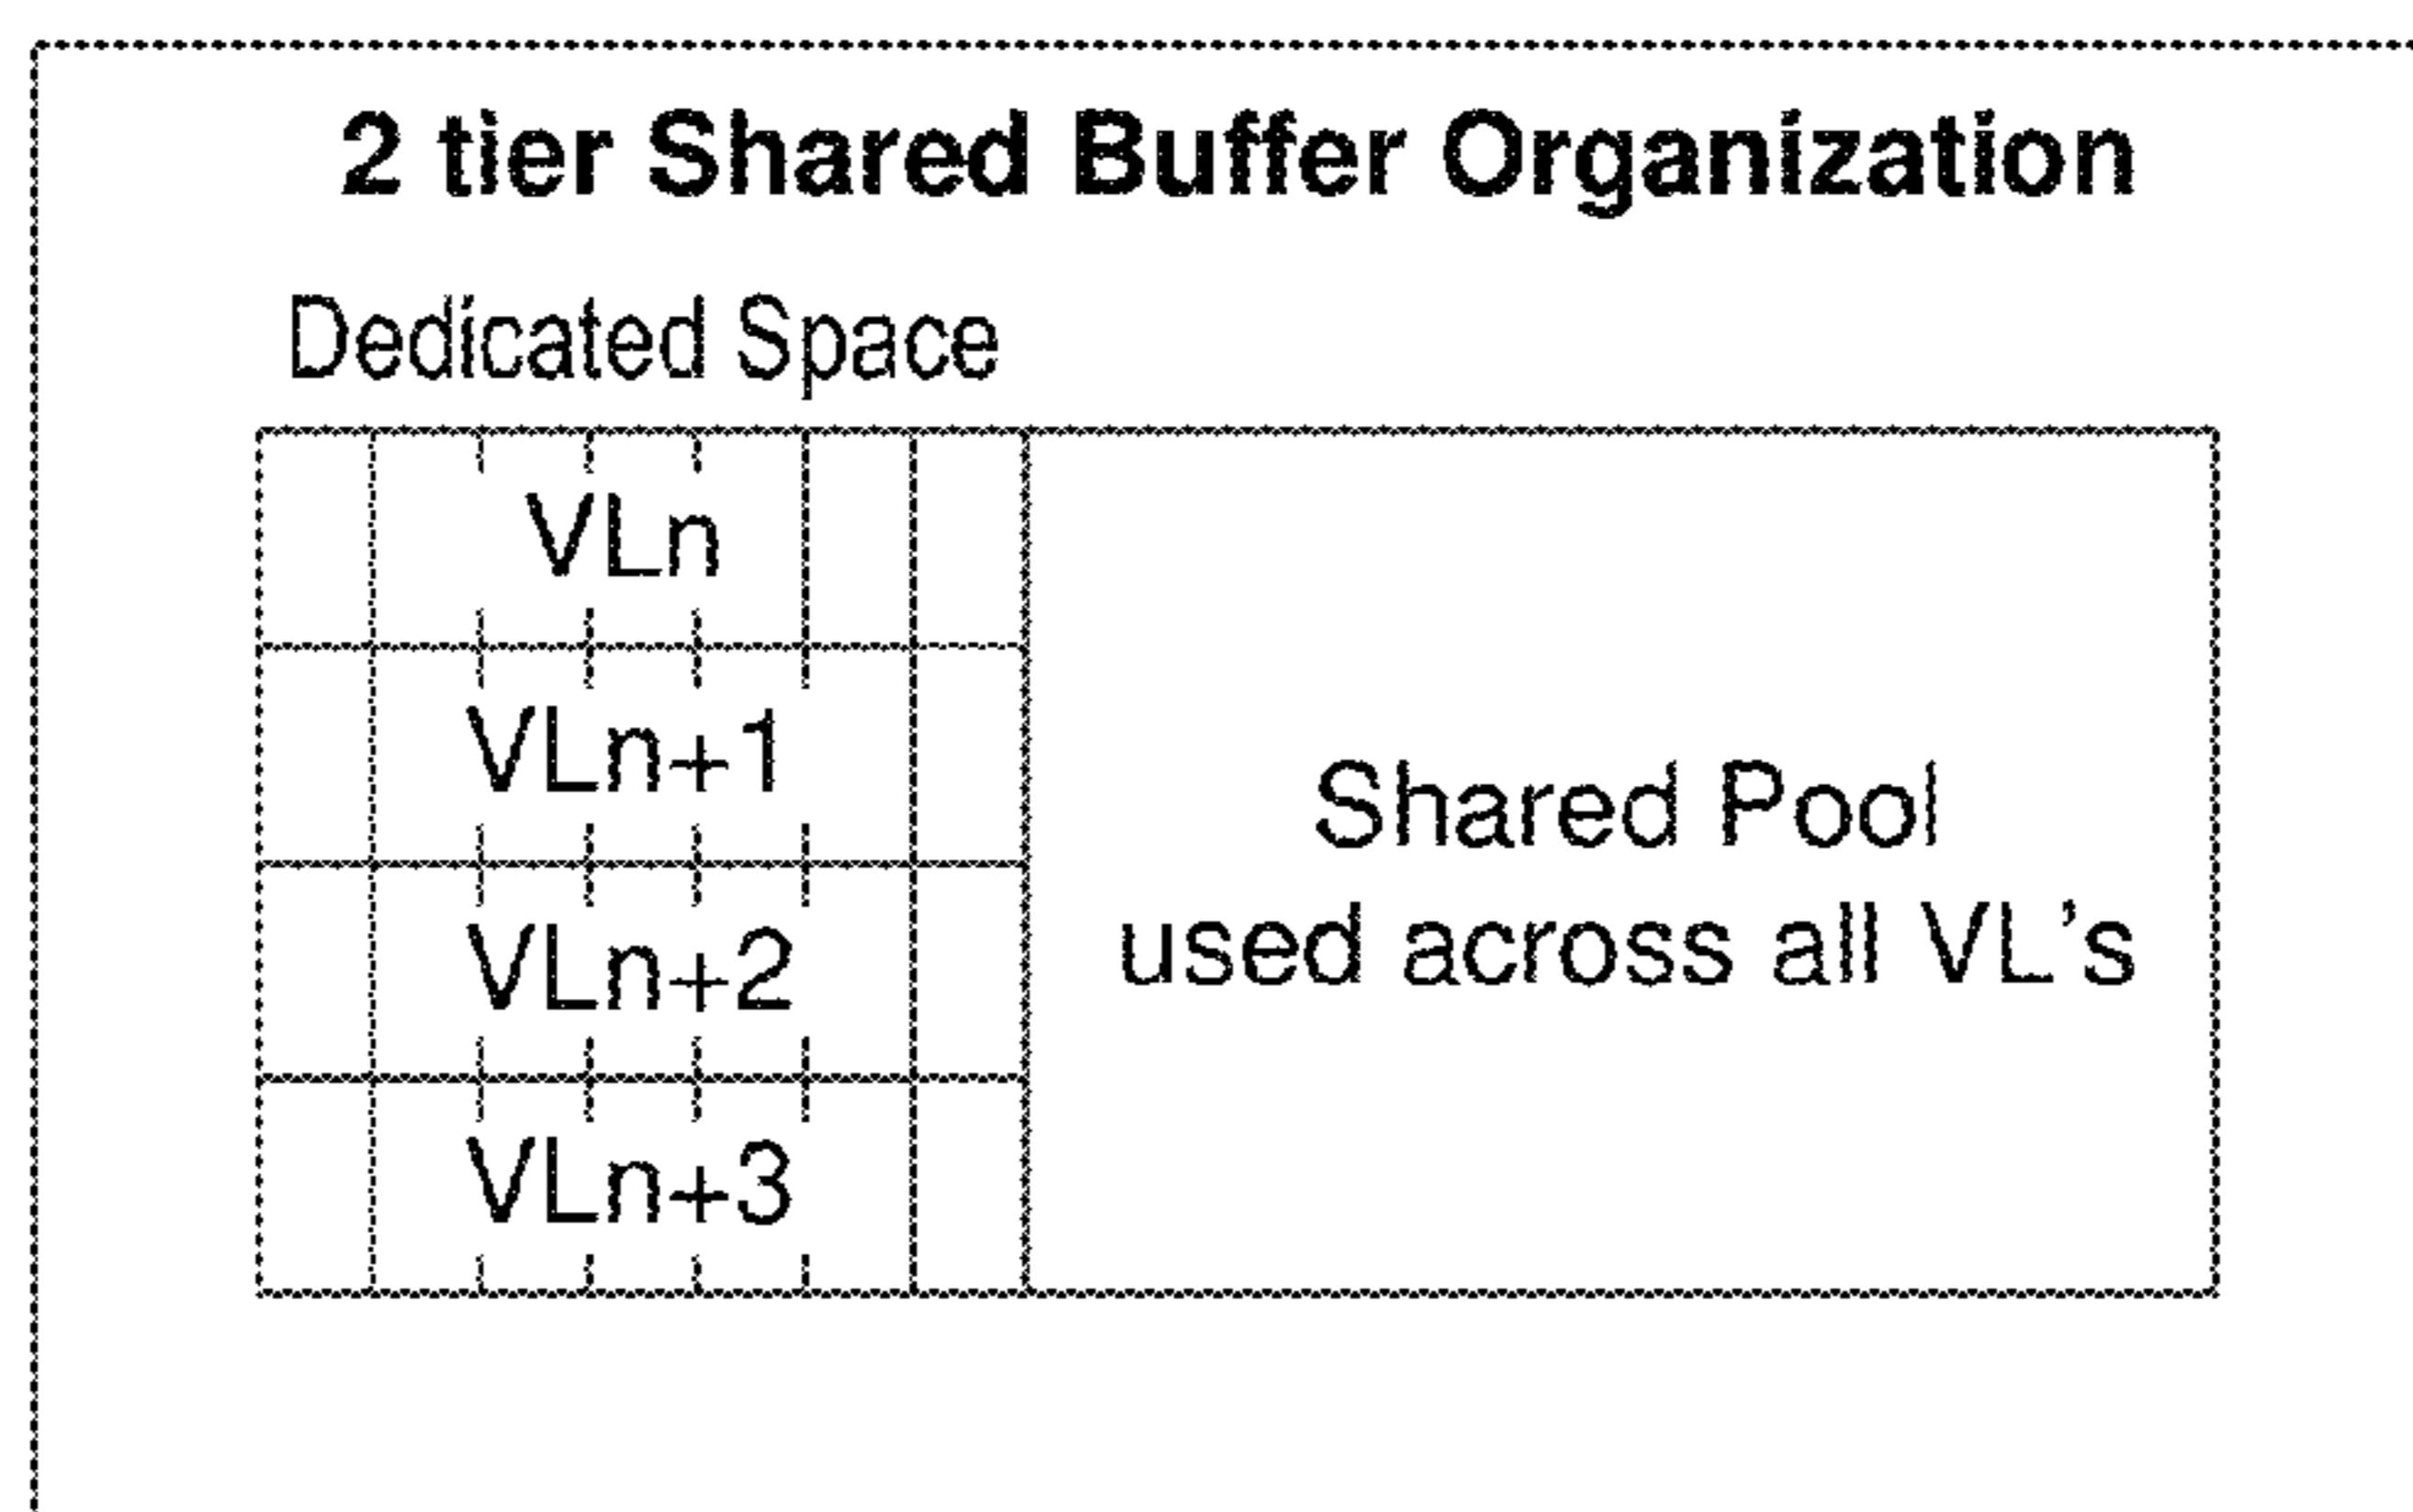 2 tier Shared Buffer Organization
Dedicated Space
VLn
VLn+1
VLn+2
VLn+3
Shared Pool
used across all VL's